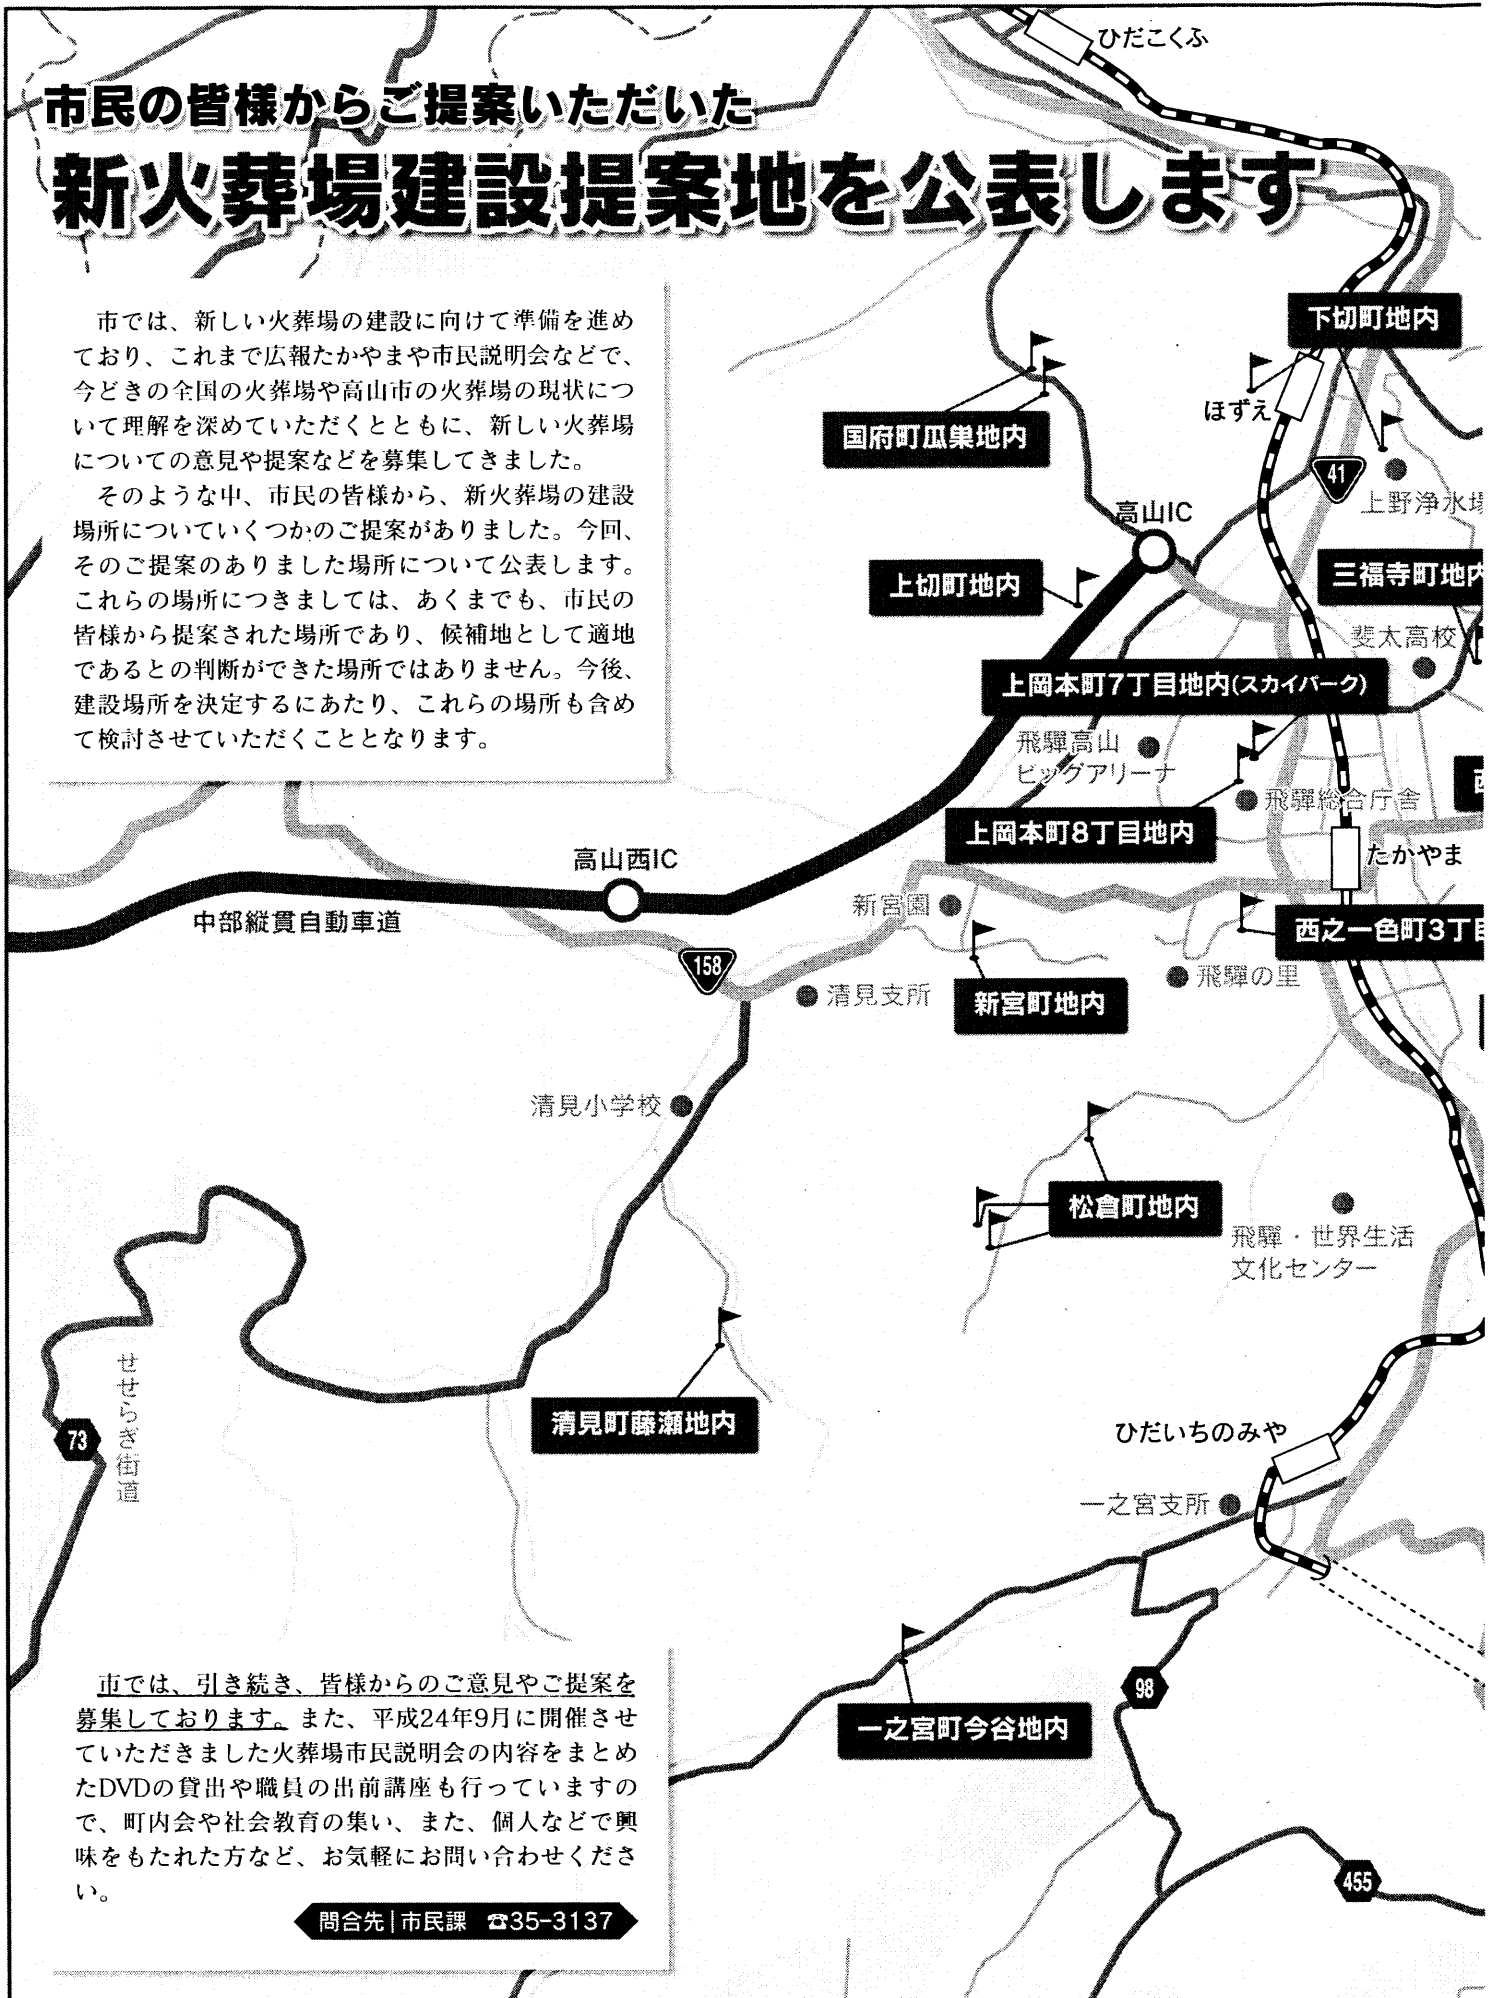 市民の皆様からご提案いただいた
新火葬場建設提案地を公表します
市では、新しい火葬場の建設に向けて準備を進め
ており、これまで広報たかやまや市民説明会などで、
今どきの全国の火葬場や高山市の火葬場の現状につ
いて理解を深めていただくとともに、新しい火葬場
についての意見や提案などを募集してきました。
そのような中、市民の皆様から、新火葬場の建設
場所についていくつかのご提案がありました。今回、
そのご提案のありました場所について公表します。
これらの場所につきましては、あくまでも、市民の
皆様から提案された場所であり、候補地として適地
であるとの判断ができた場所ではありません。今後、
建設場所を決定するにあたり、これらの場所も含め
て検討させていただくこととなります。
ひだこくふ
下切町地内
国府町瓜巣地内
ほずえ
41
上野浄水場
高山IC
上切町地内
三福寺町地内
斐太高校
上岡本町7丁目地内(スカイパーク)
飛騨高山
ビッグアリーナ
飛騨総合庁舎
上岡本町8丁目地内
たかやま
高山西IC
中部縦貫自動車道
新宮園
西之一色町3丁目
158
清見支所
新宮町地内
飛騨の里
清見小学校
松倉町地内
飛騨・世界生活
文化センター
せせらぎ街道
73
清見町藤瀬地内
ひだいちのみや
一之宮支所
98
一之宮町今谷地内
455
市では、引き続き、皆様からのご意見やご提案を
募集しております。また、平成24年9月に開催させ
ていただきました火葬場市民説明会の内容をまとめ
たDVDの貸出や職員の出前講座も行っていますの
で、町内会や社会教育の集い、また、個人などで興
味をもたれた方など、お気軽にお問い合わせくださ
い。
問合先|市民課 ☎35-3137